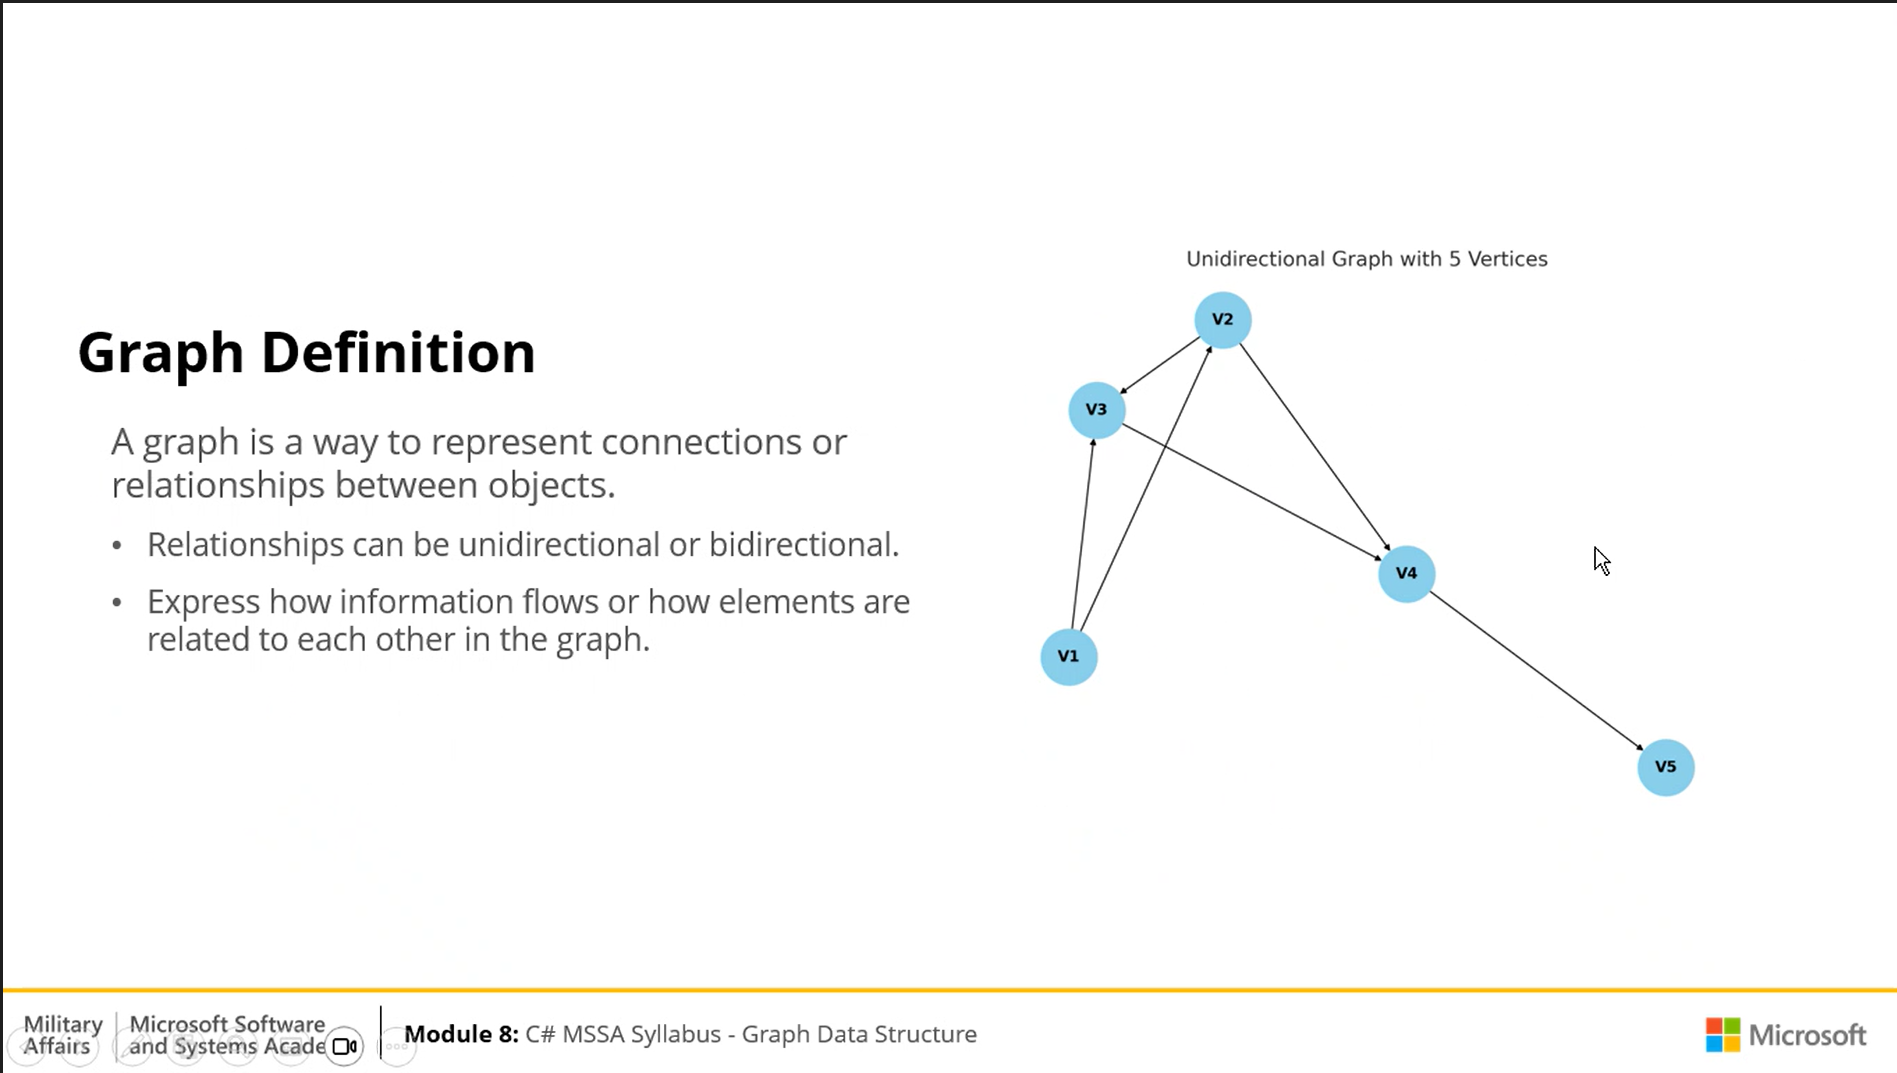 Graph Definition
A graph is a way to represent connections or
relationships between objects.
• Relationships can be unidirectional or bidirectional.
• Express how information flows or how elements are
related to each other in the graph.
Unidirectional Graph with 5 Vertices
V2
V3
V4
V1
V5
Military
Affairs
Microsoft Software
and Systems Acade
Module 8: C# MSSA Syllabus - Graph Data Structure
Microsoft